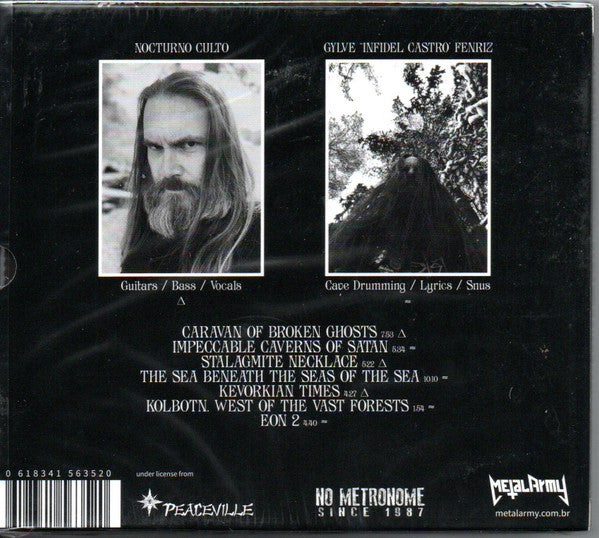 NOCTURNO CULTO
GYLVE "INFIDEL CASTRO" FENRIZ
Guitars / Bass / Vocals
Cave Drumming / Lyrics / Snus
Δ
≈
CARAVAN OF BROKEN GHOSTS 7:53 Δ
IMPECCABLE CAVERNS OF SATAN 5:34 ≈
STALAGMITE NECKLACE 5:22 Δ
THE SEA BENEATH THE SEAS OF THE SEA 10:10 ≈
KEVORKIAN TIMES 4:27 Δ
KOLBOTN, WEST OF THE VAST FORESTS 1:54 ≈
EON 2 4:40 ≈
0 618341 563520
under license from
PEACEVILLE
NO METRONOME
SINCE 1987
MetalArmy
metalarmy.com.br